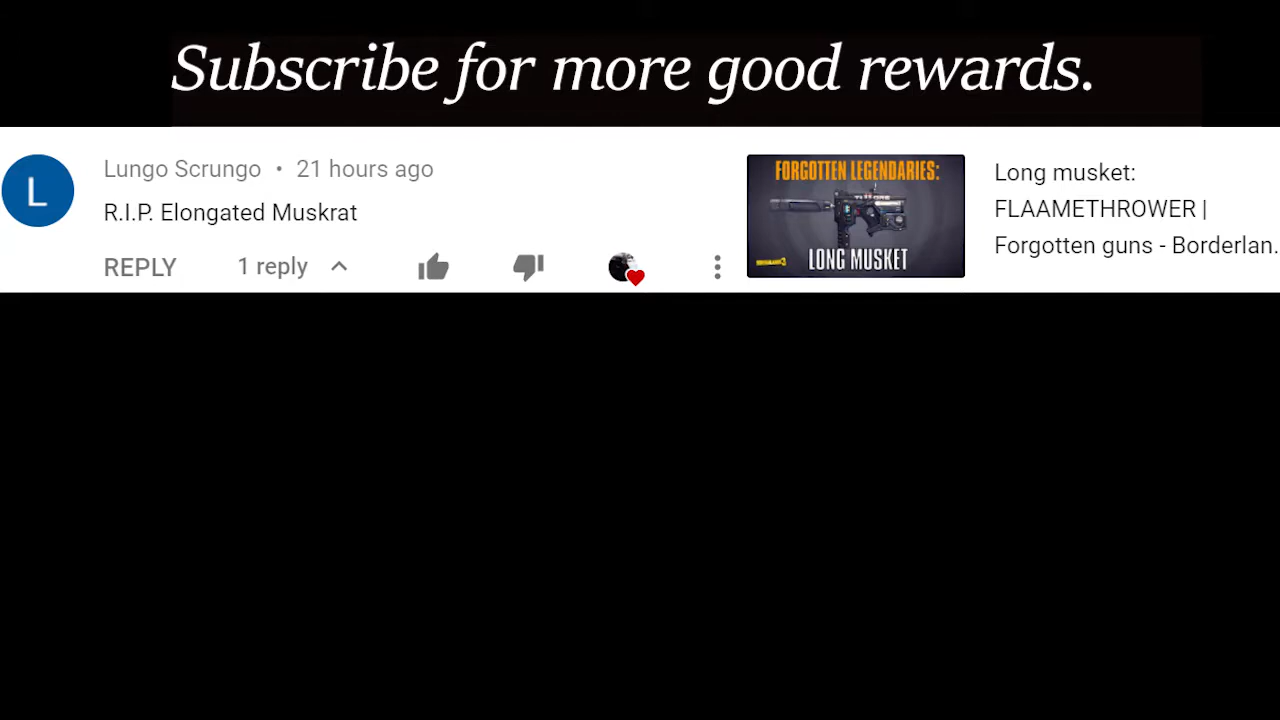 Subscribe for more good rewards.
L
Lungo Scrungo • 21 hours ago
R.I.P. Elongated Muskrat
REPLY 1 reply
FORGOTTEN LEGENDARIES:
LONG MUSKET
Long musket:
FLAAMETHROWER |
Forgotten guns - Borderlan.